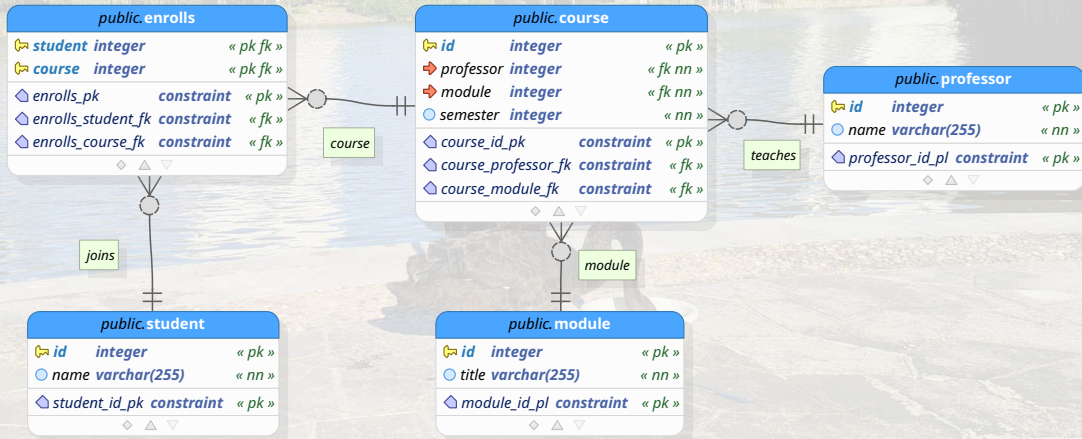 public.enrolls
student integer « pk fk »
course integer « pk fk »
enrolls_pk constraint « pk »
enrolls_student_fk constraint « fk »
enrolls_course_fk constraint « fk »
course
public.course
id integer « pk »
professor integer « fk nn »
module integer « fk nn »
semester integer « nn »
course_id_pk constraint « pk »
course_professor_fk constraint « fk »
course_module_fk constraint « fk »
teaches
public.professor
id integer « pk »
name varchar(255) « nn »
professor_id_pl constraint « pk »
joins
module
public.student
id integer « pk »
name varchar(255) « nn »
student_id_pk constraint « pk »
public.module
id integer « pk »
title varchar(255) « nn »
module_id_pl constraint « pk »